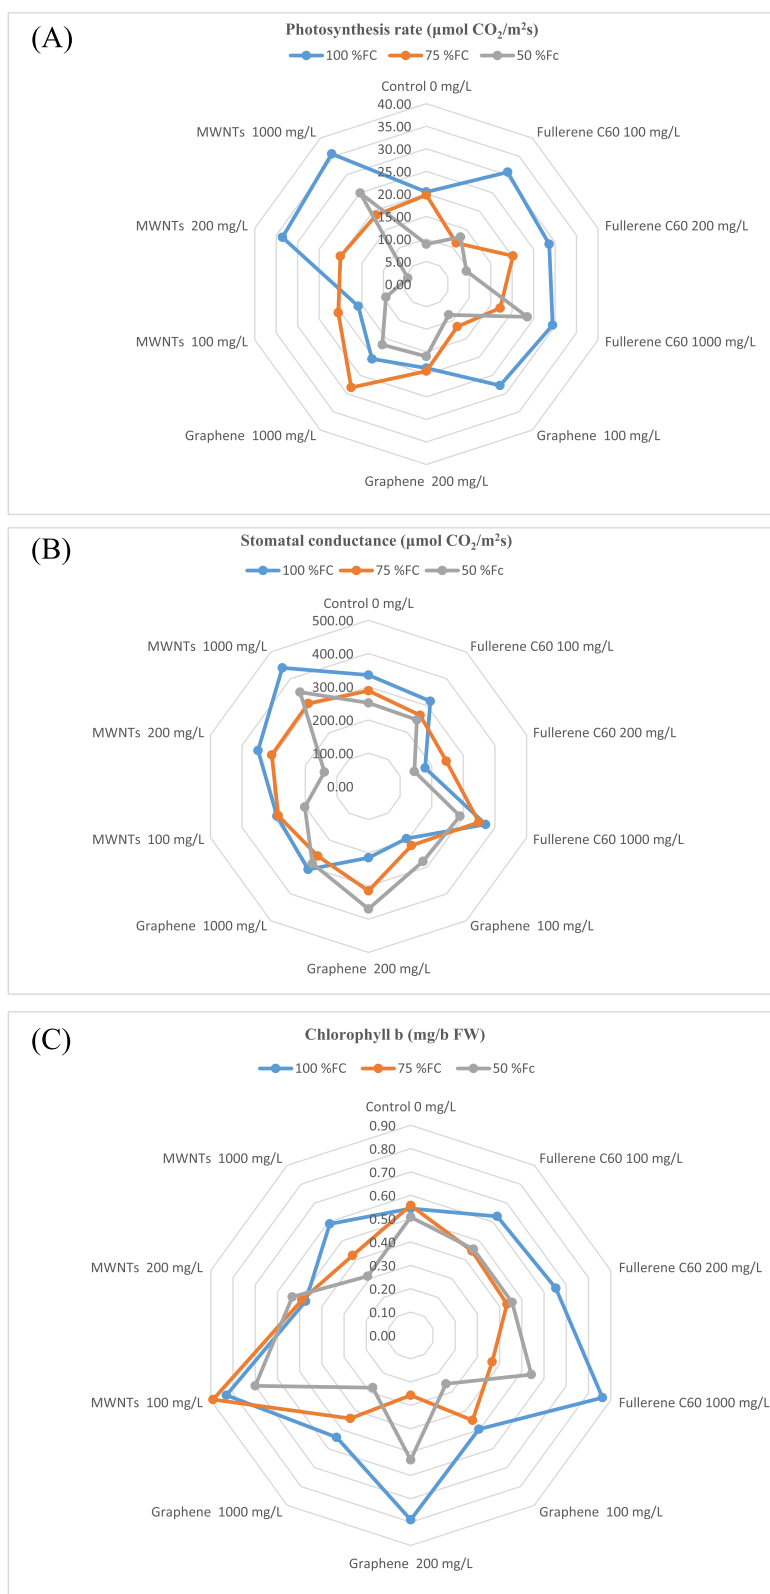 (A)
Photosynthesis rate (µmol CO₂/m²s)
100 %FC 75 %FC 50 %Fc
Control 0 mg/L
Fullerene C60 100 mg/L
Fullerene C60 200 mg/L
Fullerene C60 1000 mg/L
Graphene 100 mg/L
Graphene 200 mg/L
Graphene 1000 mg/L
MWNTs 100 mg/L
MWNTs 200 mg/L
MWNTs 1000 mg/L
40.00
35.00
30.00
25.00
20.00
15.00
10.00
5.00
0.00
(B)
Stomatal conductance (µmol CO₂/m²s)
100 %FC 75 %FC 50 %Fc
Control 0 mg/L
Fullerene C60 100 mg/L
Fullerene C60 200 mg/L
Fullerene C60 1000 mg/L
Graphene 100 mg/L
Graphene 200 mg/L
Graphene 1000 mg/L
MWNTs 100 mg/L
MWNTs 200 mg/L
MWNTs 1000 mg/L
500.00
400.00
300.00
200.00
100.00
0.00
(C)
Chlorophyll b (mg/b FW)
100 %FC 75 %FC 50 %Fc
Control 0 mg/L
Fullerene C60 100 mg/L
Fullerene C60 200 mg/L
Fullerene C60 1000 mg/L
Graphene 100 mg/L
Graphene 200 mg/L
Graphene 1000 mg/L
MWNTs 100 mg/L
MWNTs 200 mg/L
MWNTs 1000 mg/L
0.90
0.80
0.70
0.60
0.50
0.40
0.30
0.20
0.10
0.00